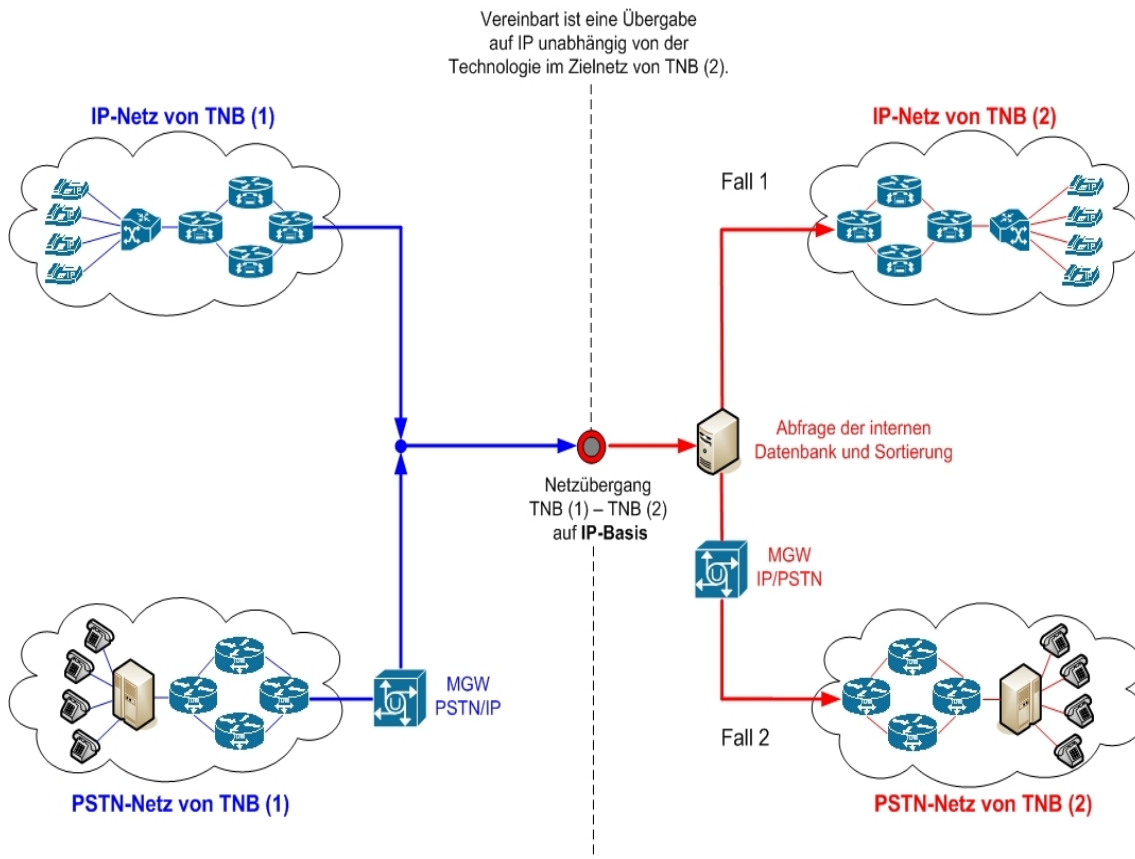 Vereinbart ist eine Übergabe
auf IP unabhängig von der
Technologie im Zielnetz von TNB (2).
IP-Netz von TNB (1)
IP-Netz von TNB (2)
Fall 1
Abfrage der internen
Datenbank und Sortierung
Netzübergang
TNB (1) – TNB (2)
auf IP-Basis
MGW
IP/PSTN
MGW
PSTN/IP
Fall 2
PSTN-Netz von TNB (1)
PSTN-Netz von TNB (2)